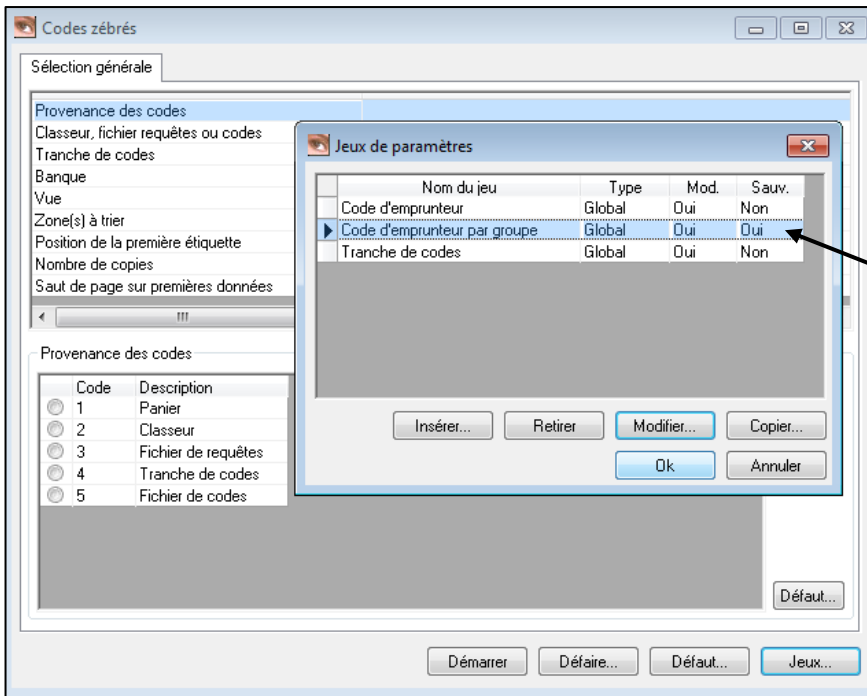 Codes zébrés
Sélection générale
Provenance des codes
Classeur, fichier requêtes ou codes
Tranche de codes
Banque
Vue
Zone(s) à trier
Position de la première étiquette
Nombre de copies
Saut de page sur premières données
Jeux de paramètres
Nom du jeu Type Mod. Sauv.
Code d'emprunteur Global Oui Non
Code d'emprunteur par groupe Global Oui Oui
Tranche de codes Global Oui Non
Insérer... Retirer Modifier... Copier...
Ok Annuler
Provenance des codes
Code Description
1 Panier
2 Classeur
3 Fichier de requêtes
4 Tranche de codes
5 Fichier de codes
Défaut...
Démarrer Défaire... Défaut... Jeux...